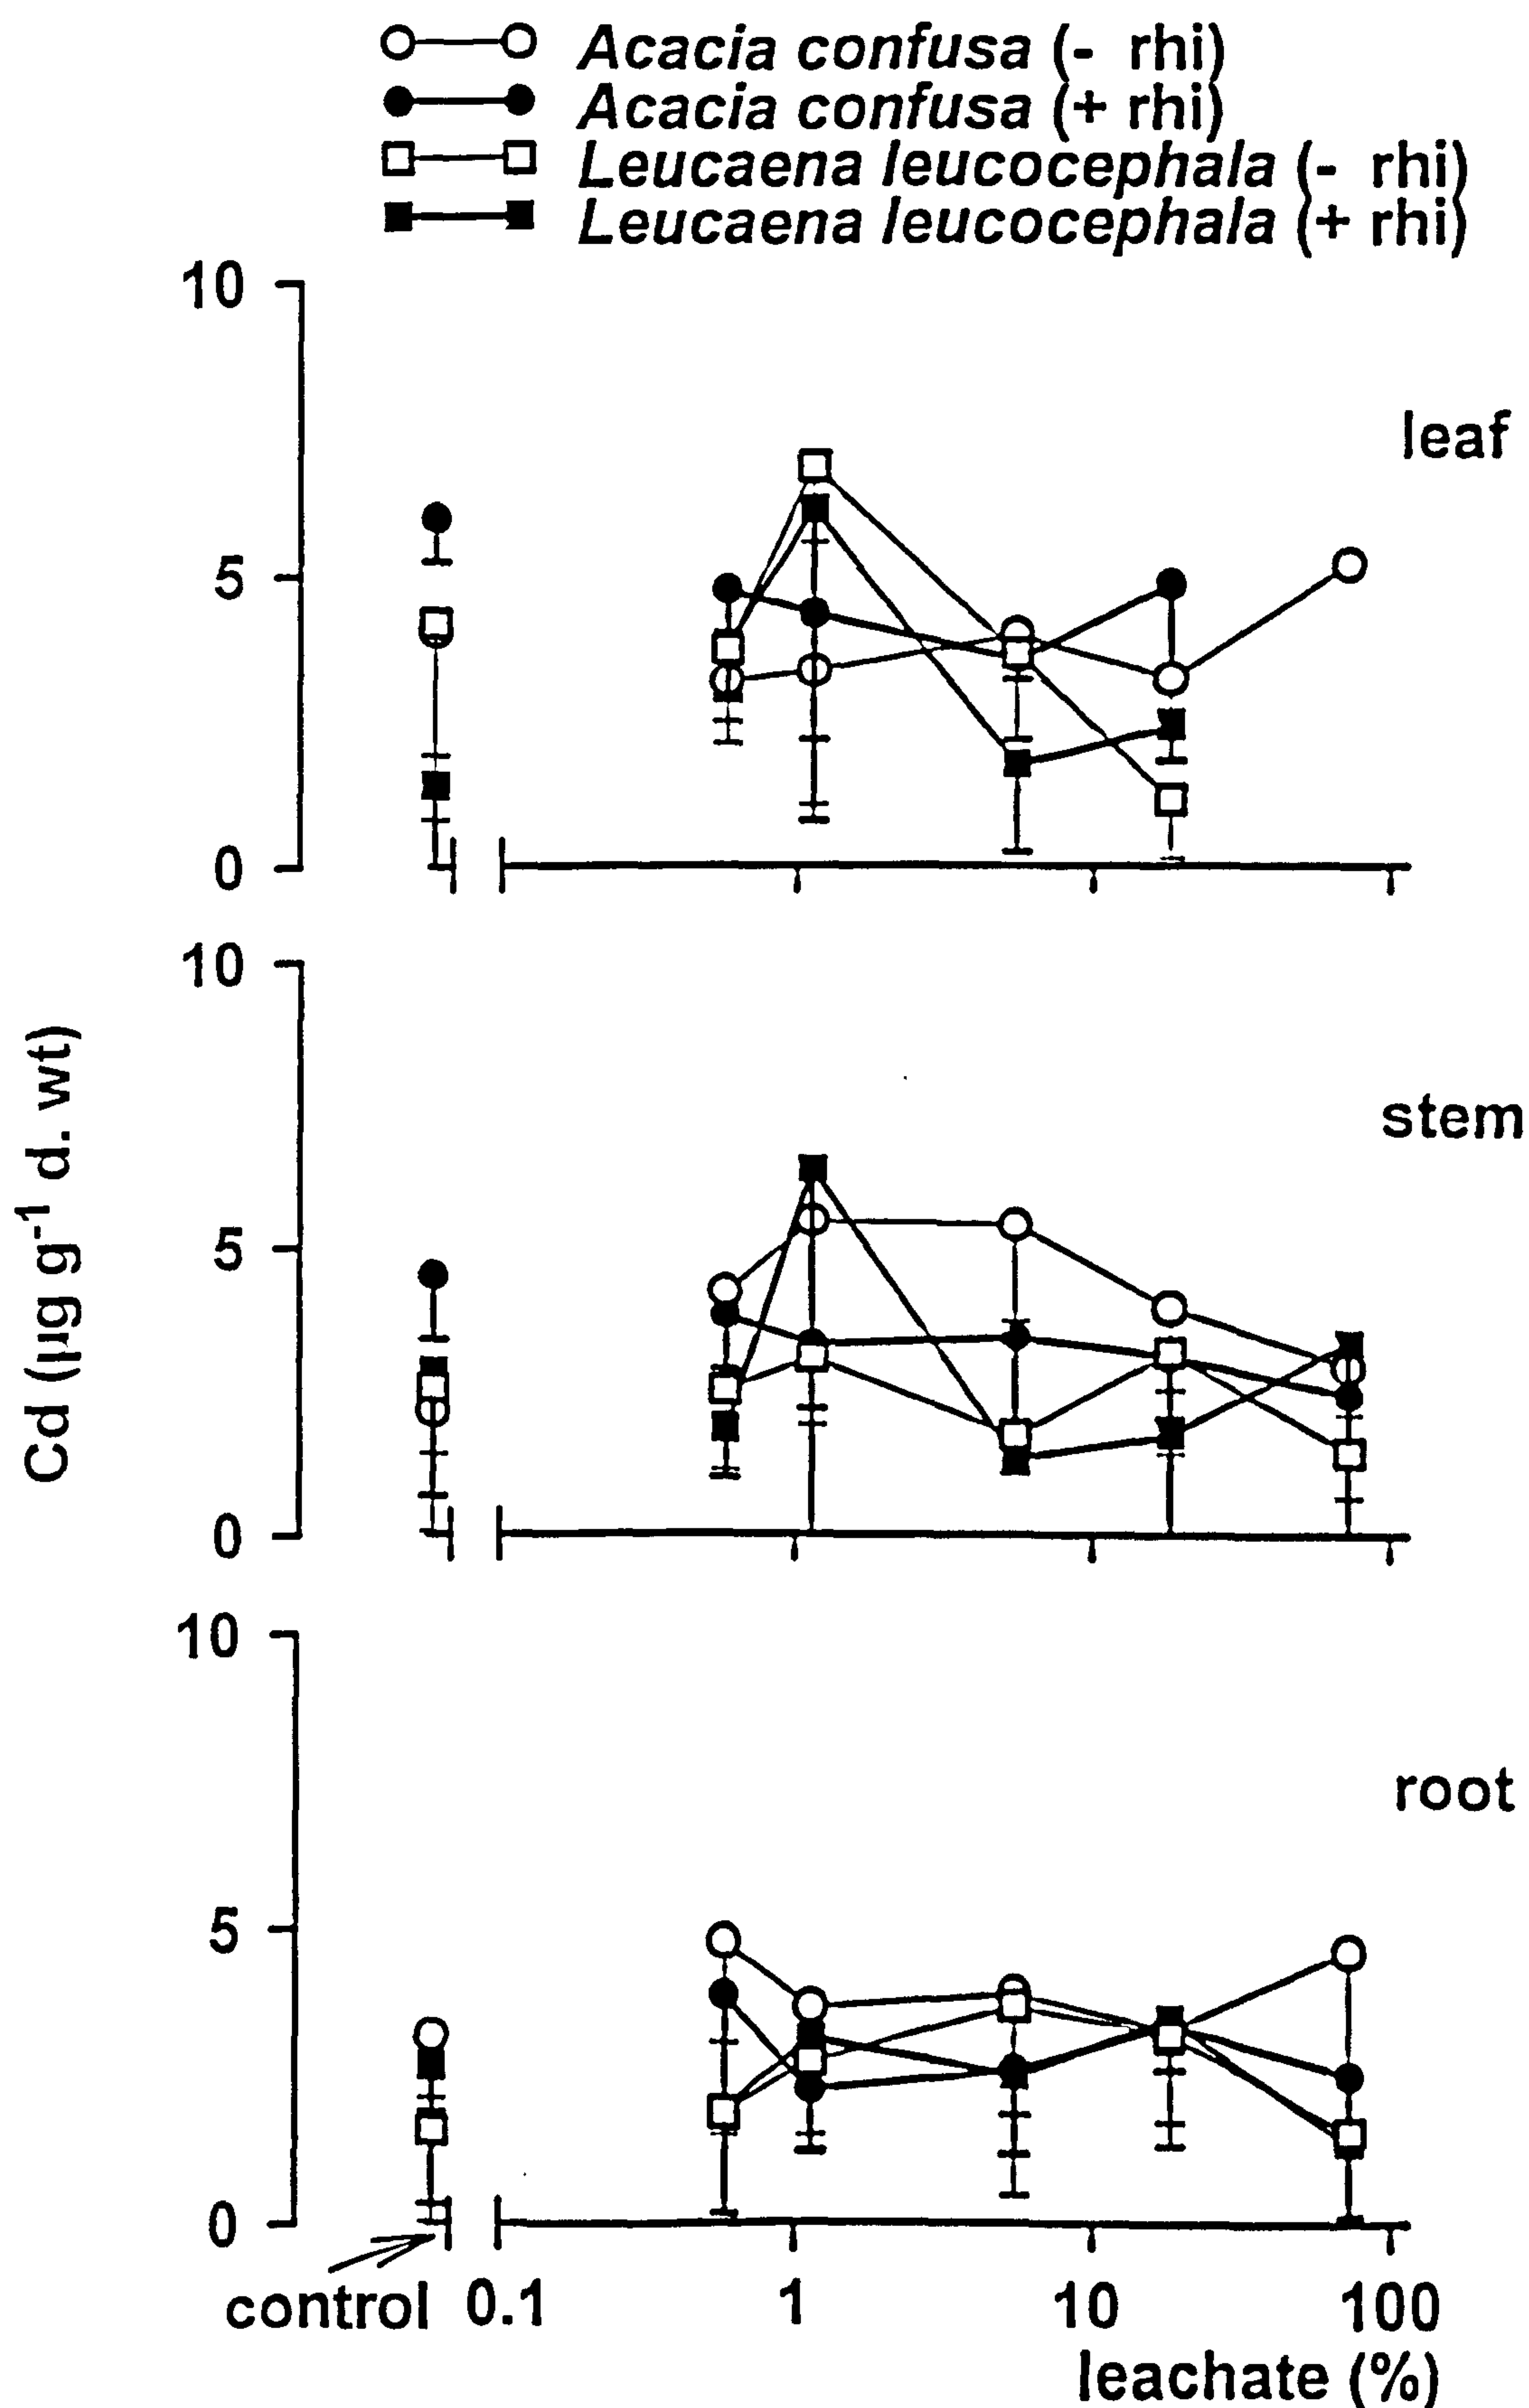 Acacia confusa (- rhi)
Acacia confusa (+ rhi)
Leucaena leucocephala (- rhi)
Leucaena leucocephala (+ rhi)
10
leaf
5
0
10
stem
5
0
Cd (µg g⁻¹ d. wt)
10
root
5
0
control 0.1 1 10 100
leachate (%)